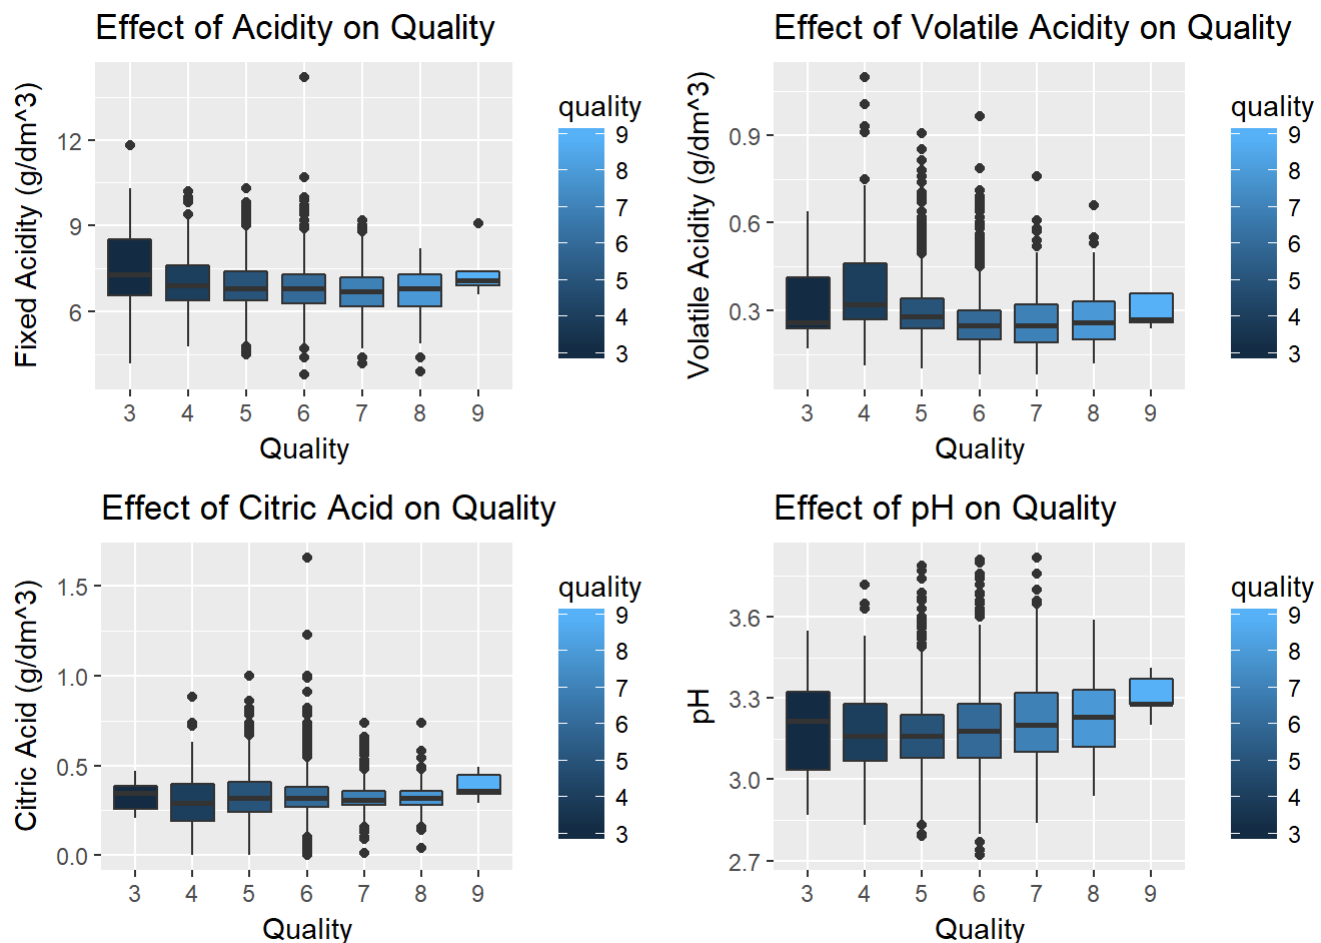 Effect of Acidity on Quality
Fixed Acidity (g/dm^3)
12
9
6
3 4 5 6 7 8 9
Quality
quality
9
8
7
6
5
4
3
Effect of Volatile Acidity on Quality
Volatile Acidity (g/dm^3)
0.9
0.6
0.3
3 4 5 6 7 8 9
Quality
quality
9
8
7
6
5
4
3
Effect of Citric Acid on Quality
Citric Acid (g/dm^3)
1.5
1.0
0.5
0.0
3 4 5 6 7 8 9
Quality
quality
9
8
7
6
5
4
3
Effect of pH on Quality
pH
3.6
3.3
3.0
2.7
3 4 5 6 7 8 9
Quality
quality
9
8
7
6
5
4
3